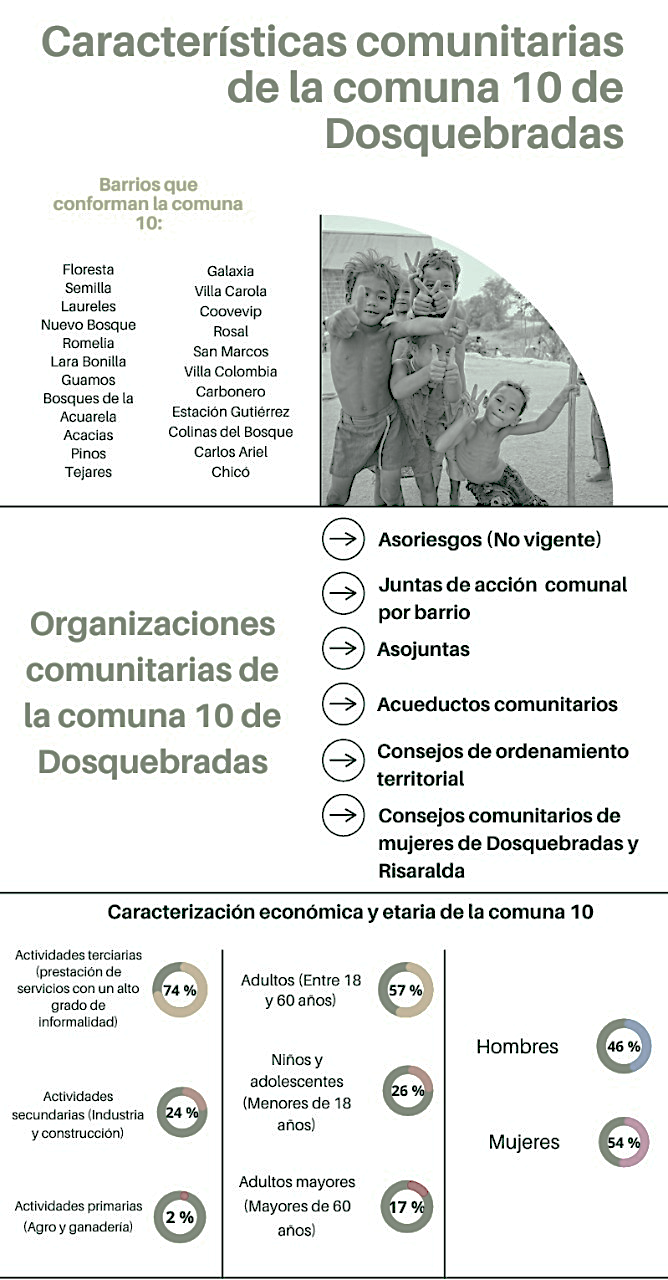 Características comunitarias
de la comuna 10 de
Dosquebradas
Barrios que
conforman la comuna
10:
Floresta
Semilla
Laureles
Nuevo Bosque
Romelia
Lara Bonilla
Guamos
Bosques de la
Acuarela
Acacias
Pinos
Tejares
Galaxia
Villa Carola
Coovevip
Rosal
San Marcos
Villa Colombia
Carbonero
Estación Gutiérrez
Colinas del Bosque
Carlos Ariel
Chicó
Organizaciones
comunitarias de
la comuna 10 de
Dosquebradas
Asoriesgos (No vigente)
Juntas de acción comunal
por barrio
Asojuntas
Acueductos comunitarios
Consejos de ordenamiento
territorial
Consejos comunitarios de
mujeres de Dosquebradas y
Risaralda
Caracterización económica y etaria de la comuna 10
Actividades terciarias
(prestación de
servicios con un alto
grado de
informalidad)
74 %
Actividades
secundarias (Industria
y construcción)
24 %
Actividades primarias
(Agro y ganadería)
2 %
Adultos (Entre 18
y 60 años)
57 %
Niños y
adolescentes
(Menores de 18
años)
26 %
Adultos mayores
(Mayores de 60
años)
17 %
Hombres
46 %
Mujeres
54 %